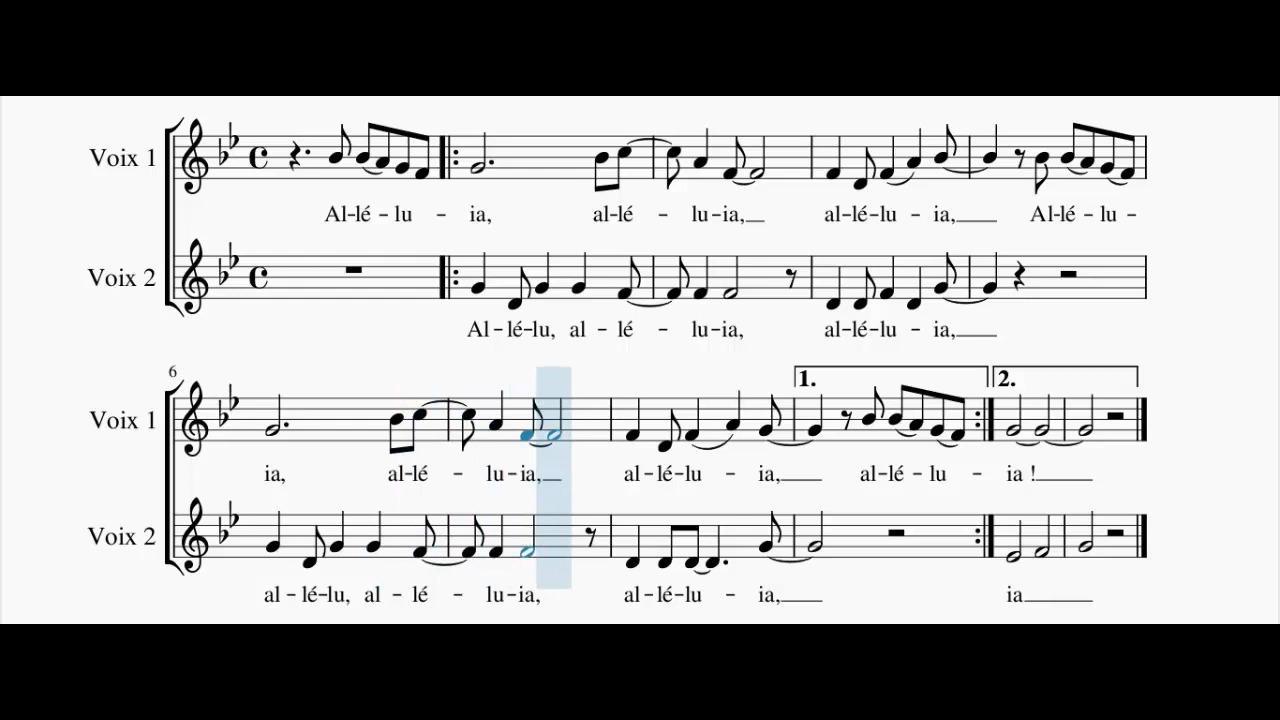 Voix 1
Al-lé-lu - ia, al-lé - lu-ia, al-lé-lu - ia, Al-lé - lu -
Voix 2
Al-lé-lu, al - lé - lu-ia, al-lé-lu - ia,
6
1. 2.
Voix 1
ia, al-lé - lu-ia, al-lé-lu - ia, al-lé-lu - ia !
Voix 2
al-lé-lu, al - lé - lu-ia, al-lé-lu - ia, ia